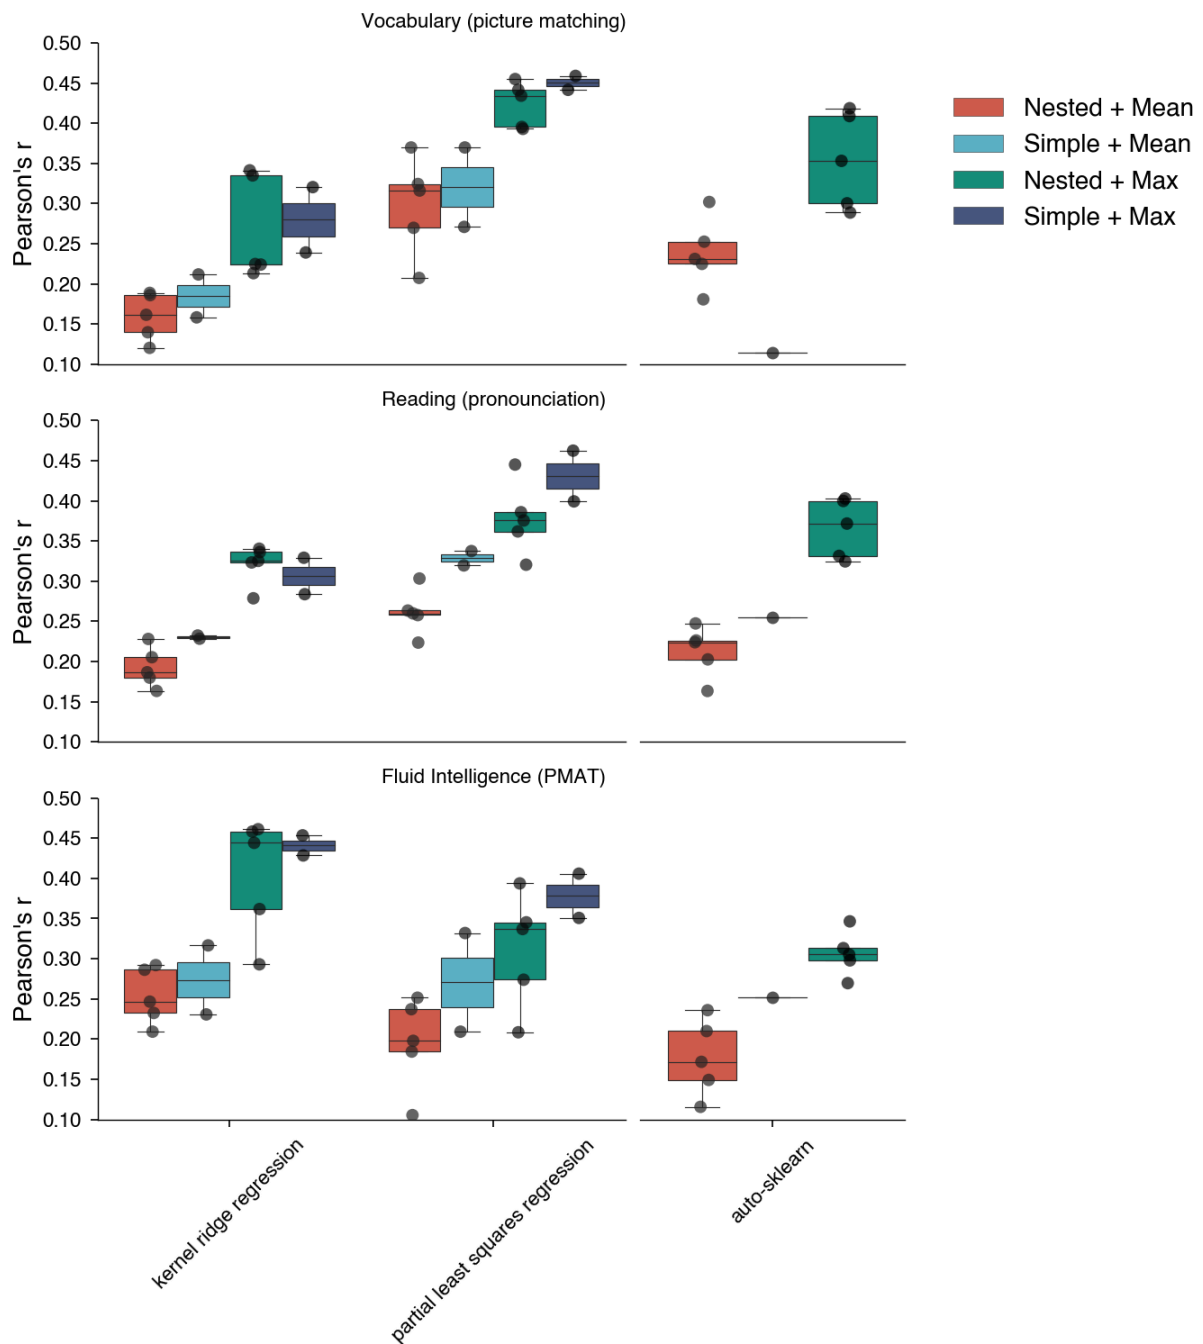 Vocabulary (picture matching)
0.50
0.45
0.40
0.35
0.30
0.25
0.20
0.15
0.10
Pearson's r
Nested + Mean
Simple + Mean
Nested + Max
Simple + Max
Reading (pronounciation)
0.50
0.45
0.40
0.35
0.30
0.25
0.20
0.15
0.10
Pearson's r
Fluid Intelligence (PMAT)
0.50
0.45
0.40
0.35
0.30
0.25
0.20
0.15
0.10
Pearson's r
kernel ridge regression
partial least squares regression
auto-sklearn